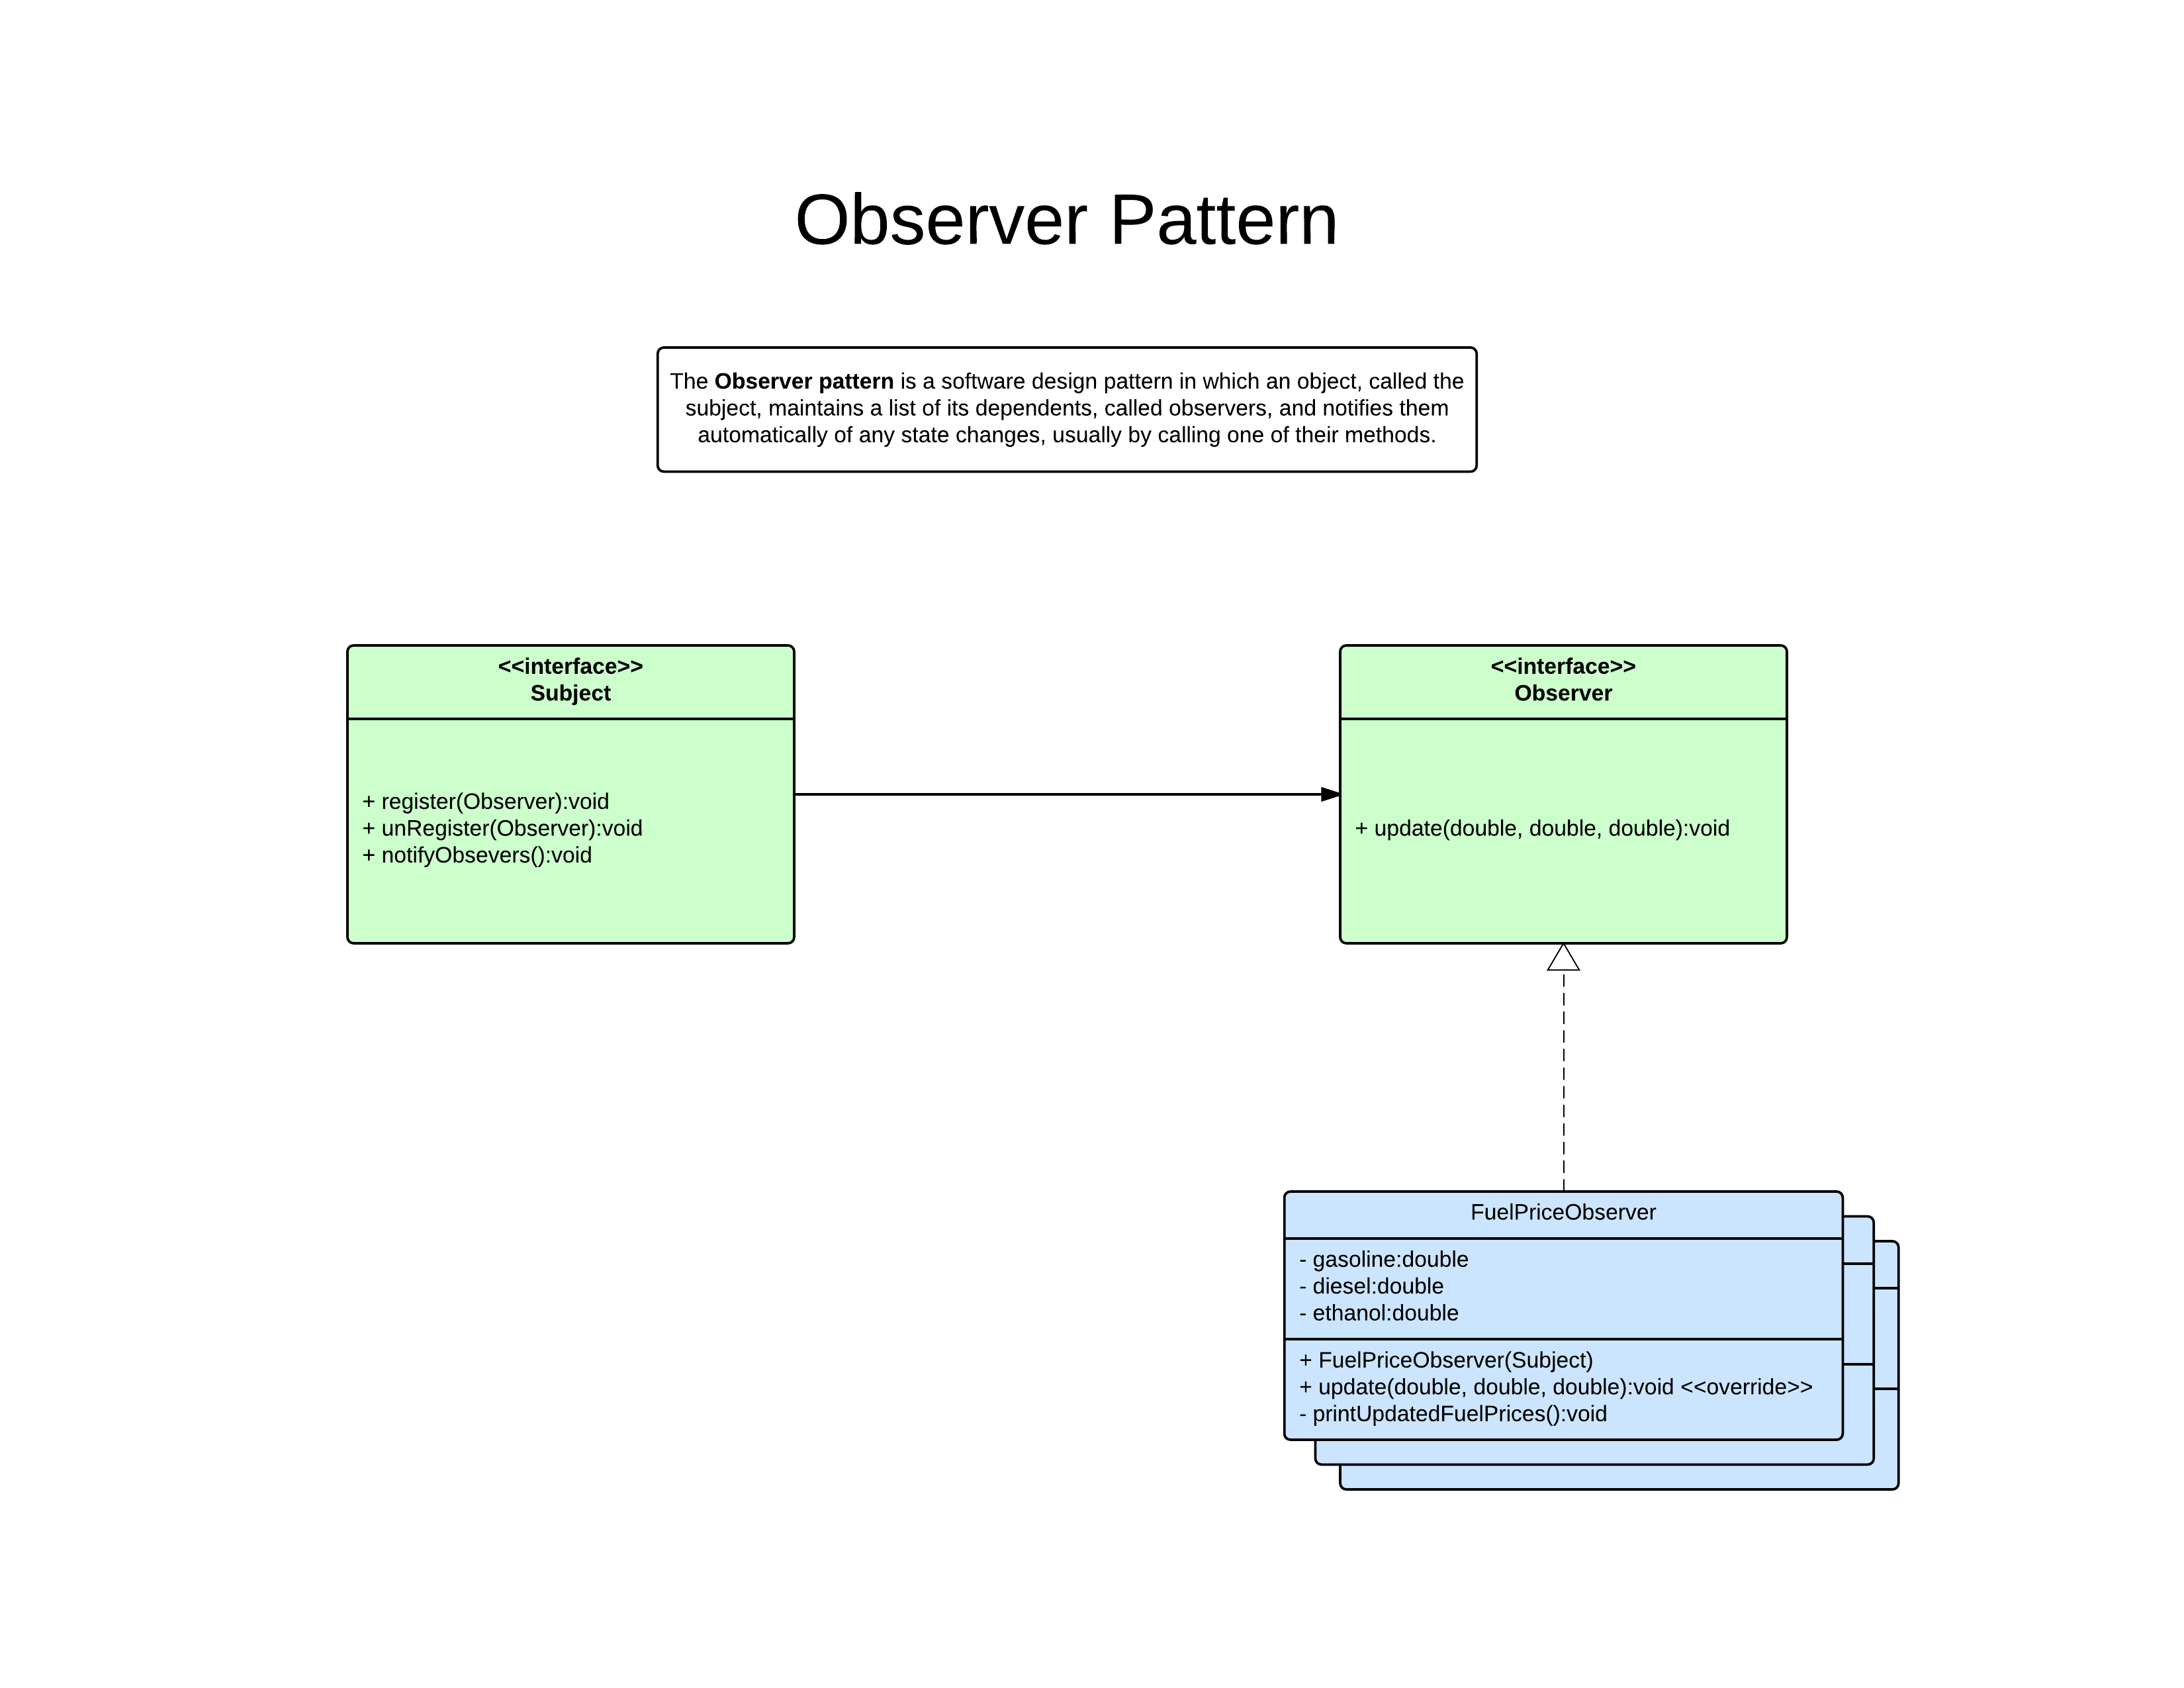 Observer Pattern
The Observer pattern is a software design pattern in which an object, called the
subject, maintains a list of its dependents, called observers, and notifies them
automatically of any state changes, usually by calling one of their methods.
<<interface>>
Subject
+ register(Observer):void
+ unRegister(Observer):void
+ notifyObsevers():void
<<interface>>
Observer
+ update(double, double, double):void
FuelPriceObserver
- gasoline:double
- diesel:double
- ethanol:double
+ FuelPriceObserver(Subject)
+ update(double, double, double):void <<override>>
- printUpdatedFuelPrices():void